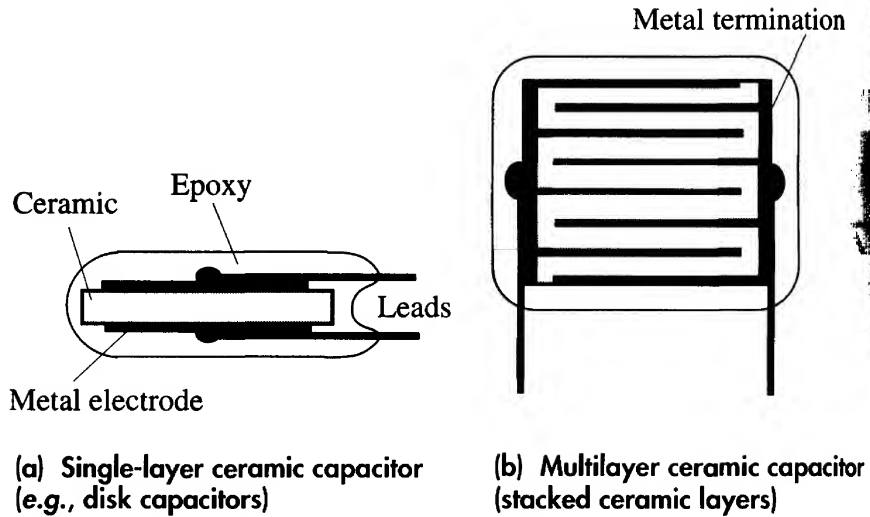 Metal termination
Epoxy
Ceramic
Leads
Metal electrode
(a) Single-layer ceramic capacitor
(e.g., disk capacitors)
(b) Multilayer ceramic capacitor
(stacked ceramic layers)